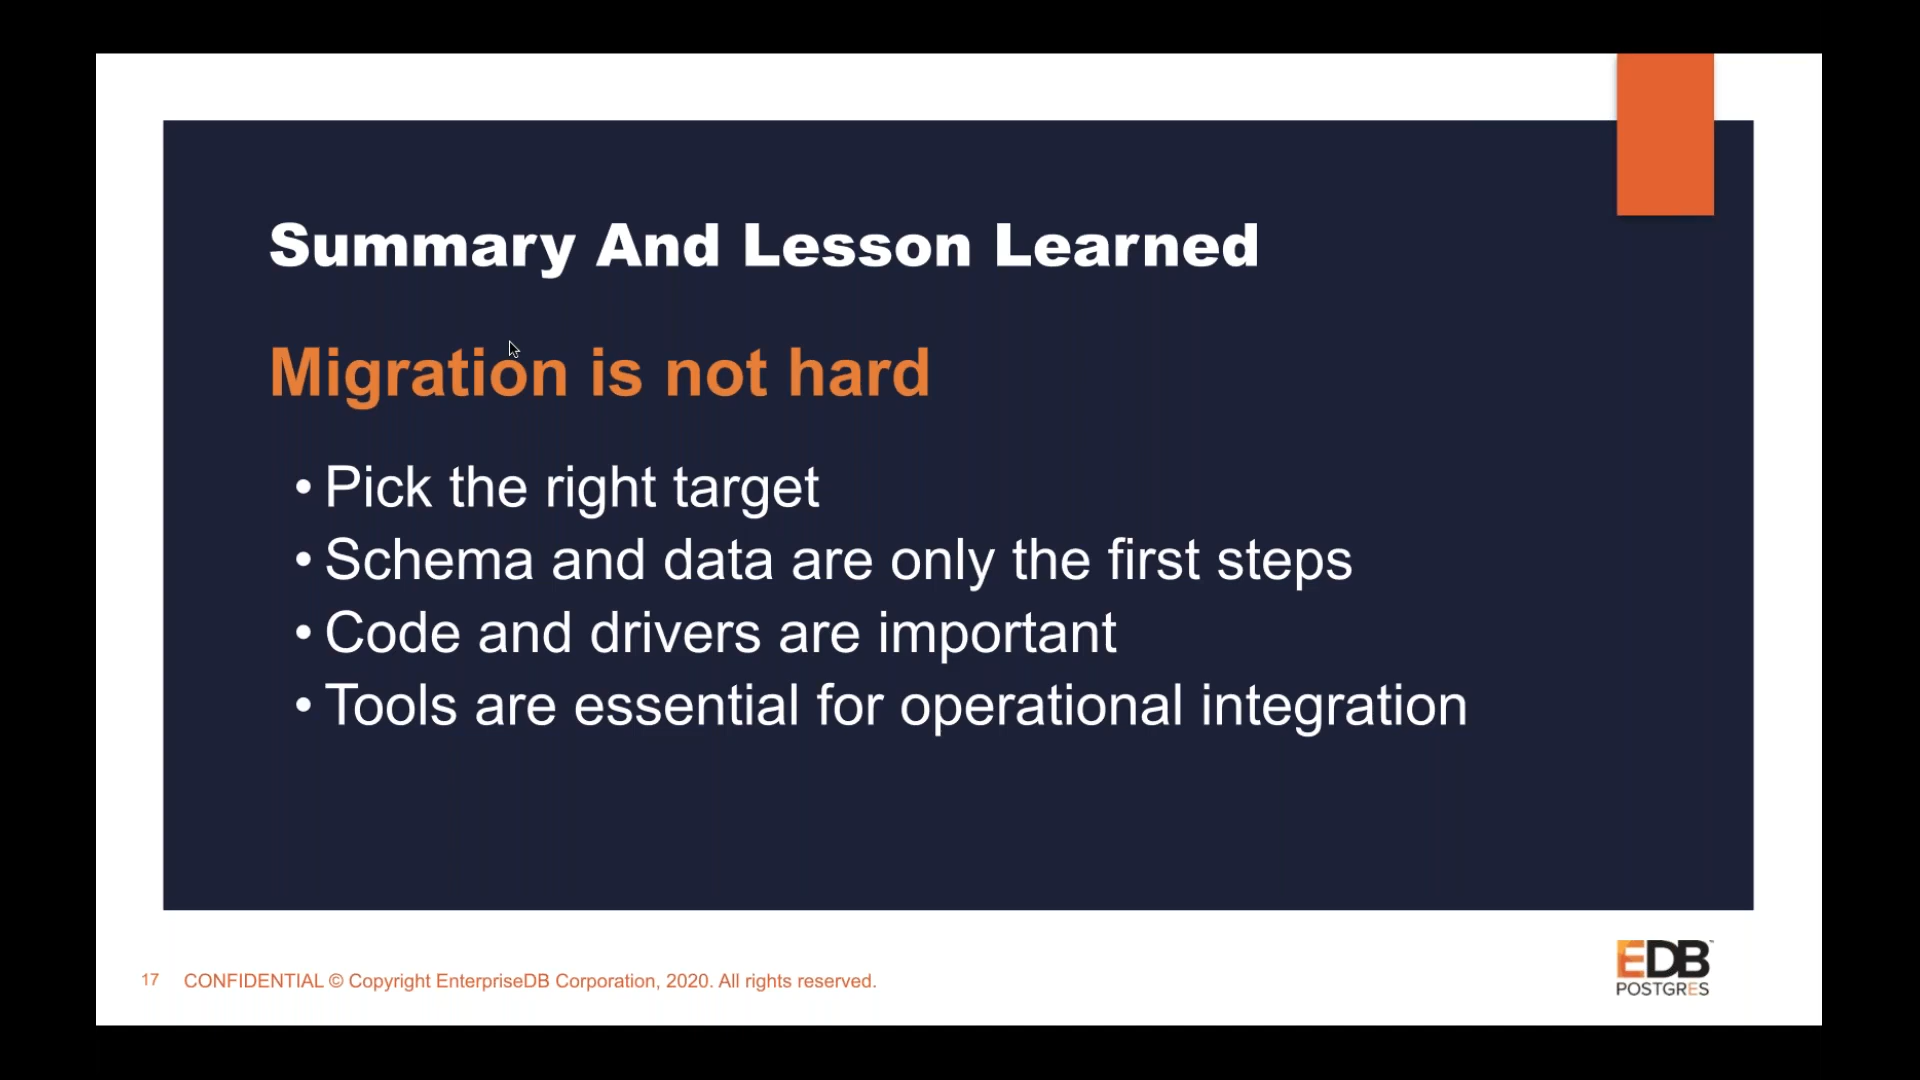 Summary And Lesson Learned
Migration is not hard
• Pick the right target
• Schema and data are only the first steps
• Code and drivers are important
• Tools are essential for operational integration
17 CONFIDENTIAL © Copyright EnterpriseDB Corporation, 2020. All rights reserved.
EDB™
POSTGRES